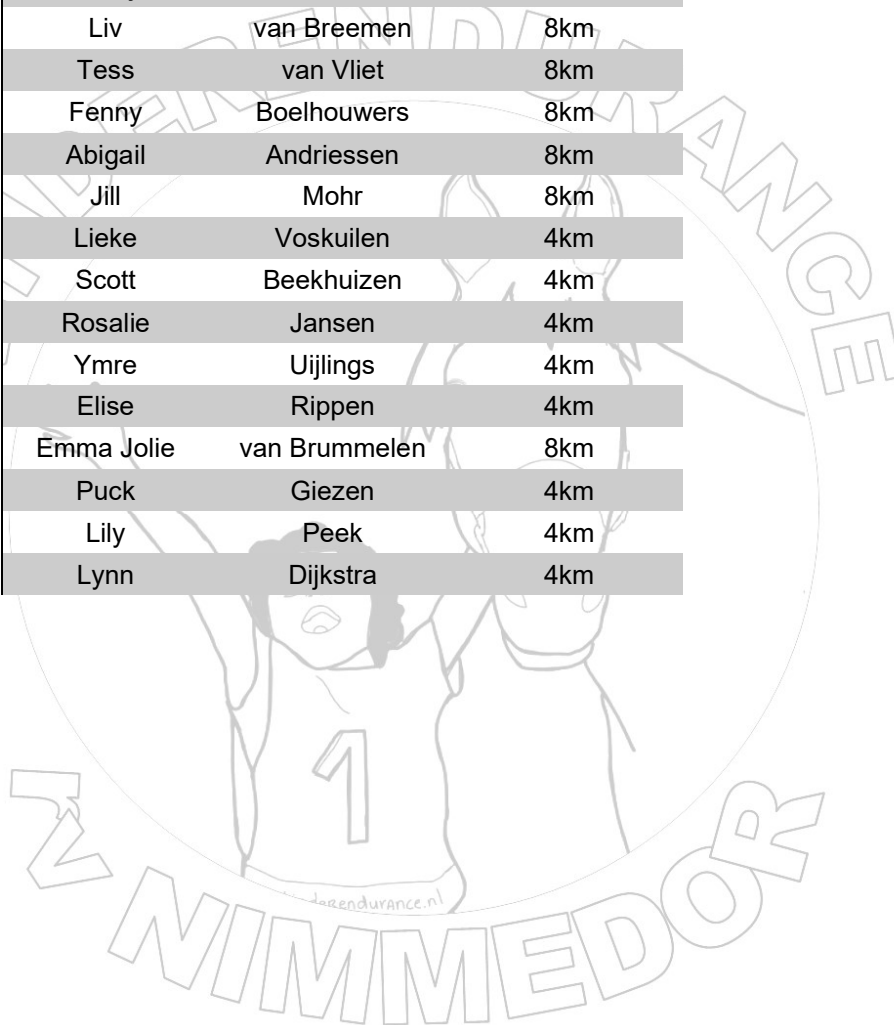 Liv van Breemen 8km
Tess van Vliet 8km
Fenny Boelhouwers 8km
Abigail Andriessen 8km
Jill Mohr 8km
Lieke Voskuilen 4km
Scott Beekhuizen 4km
Rosalie Jansen 4km
Ymre Uijlings 4km
Elise Rippen 4km
Emma Jolie van Brummelen 8km
Puck Giezen 4km
Lily Peek 4km
Lynn Dijkstra 4km
1
NIMMEDOR